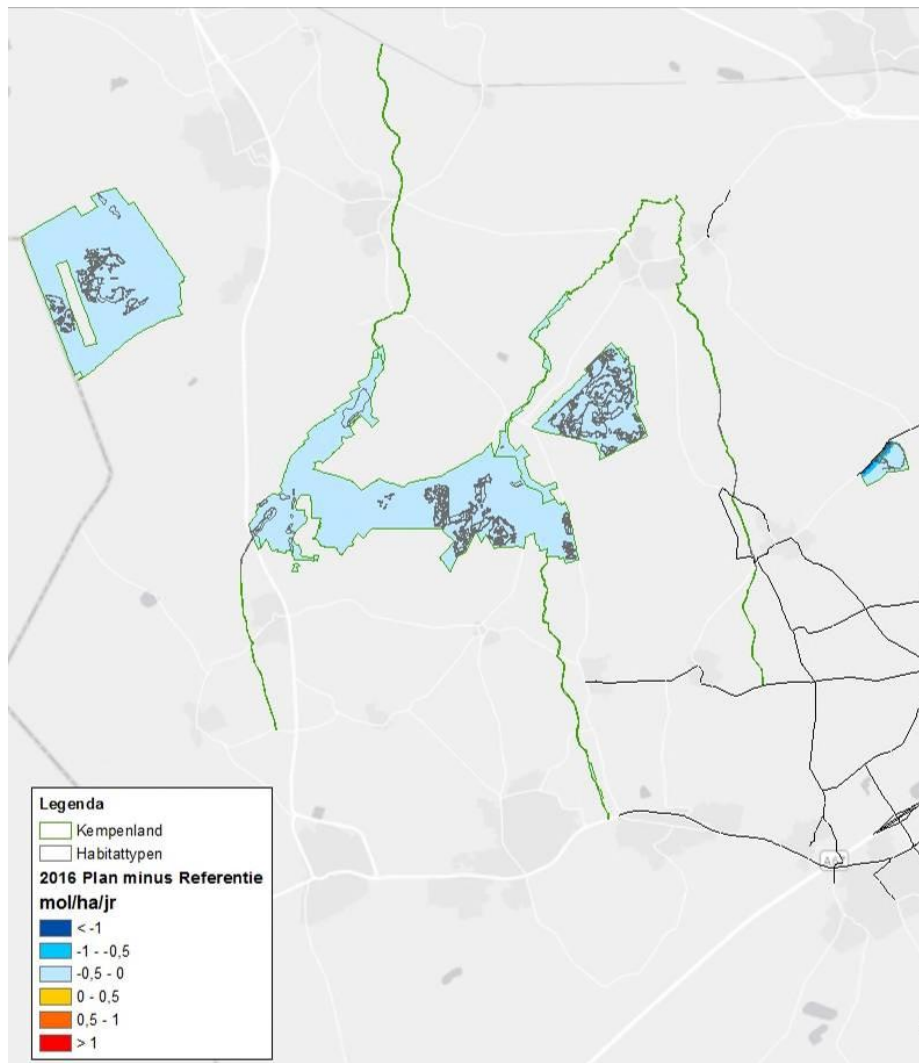 Legenda
Kempenland
Habitattypen
2016 Plan minus Referentie
mol/ha/jr
< -1
-1 - -0,5
-0,5 - 0
0 - 0,5
0,5 - 1
> 1